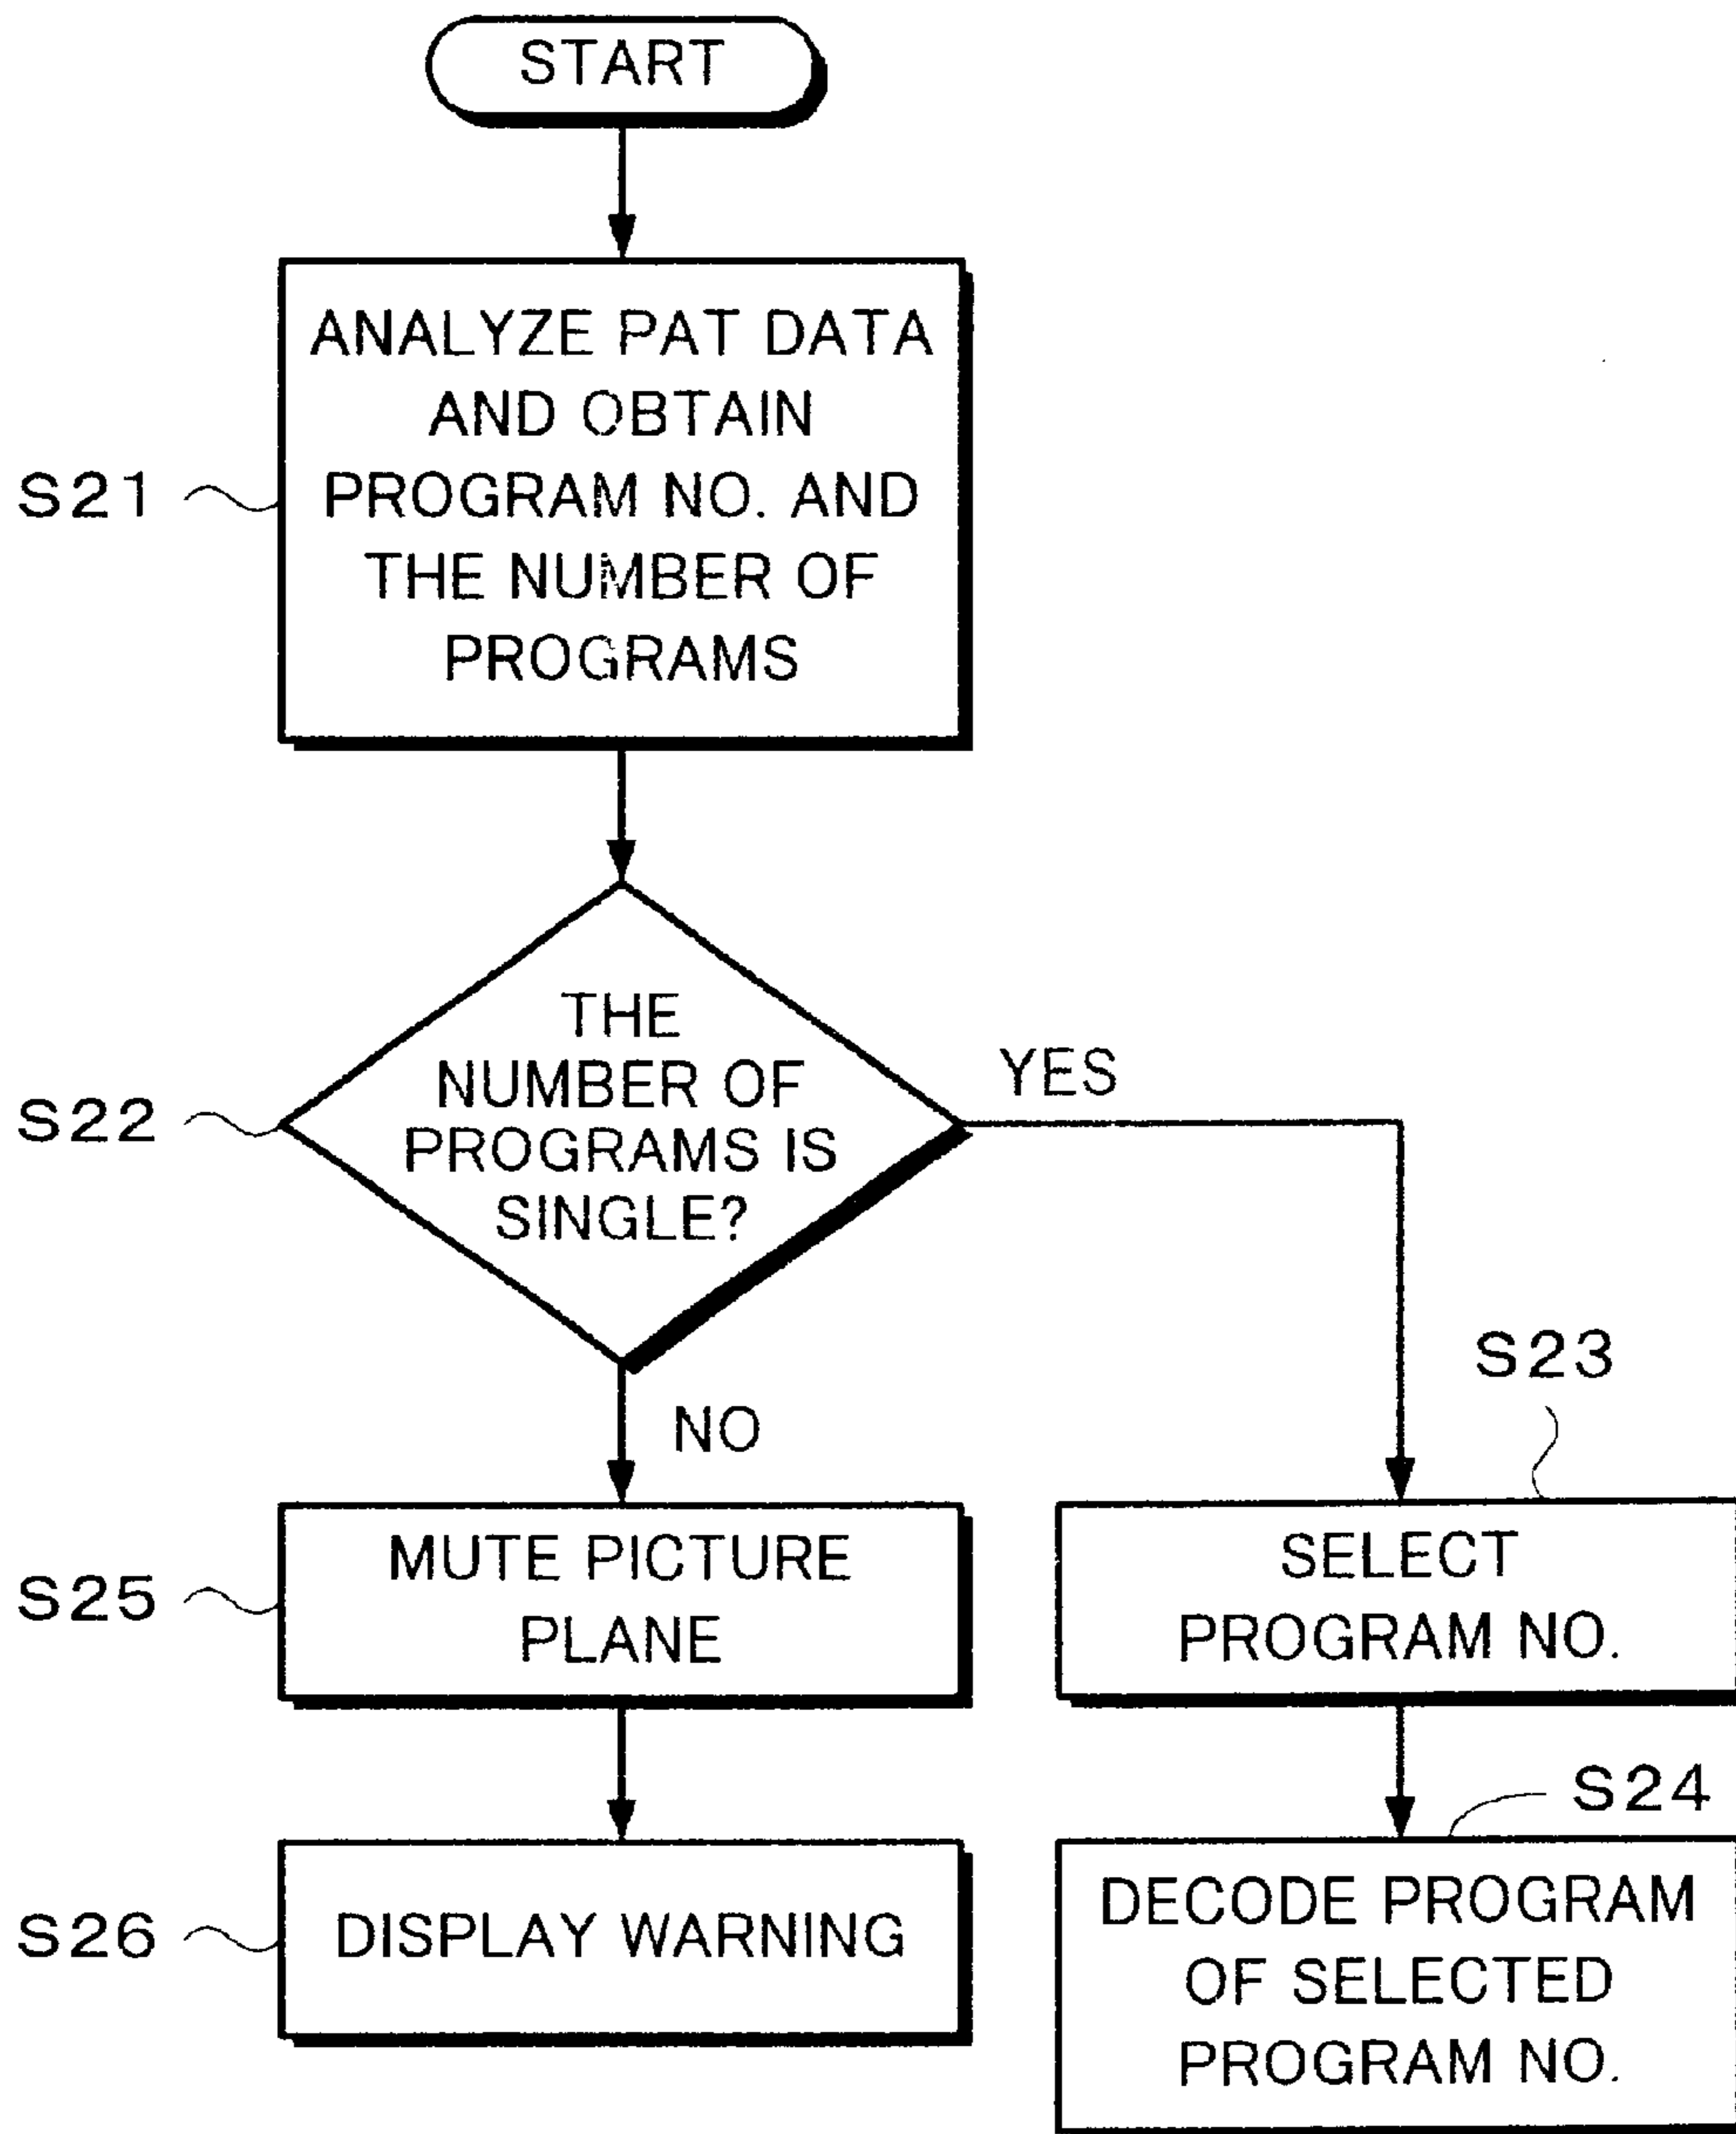 START
S21
ANALYZE PAT DATA
AND OBTAIN
PROGRAM NO. AND
THE NUMBER OF
PROGRAMS
S22
THE
NUMBER OF
PROGRAMS IS
SINGLE?
YES
NO
S23
SELECT
PROGRAM NO.
S24
DECODE PROGRAM
OF SELECTED
PROGRAM NO.
S25
MUTE PICTURE
PLANE
S26
DISPLAY WARNING